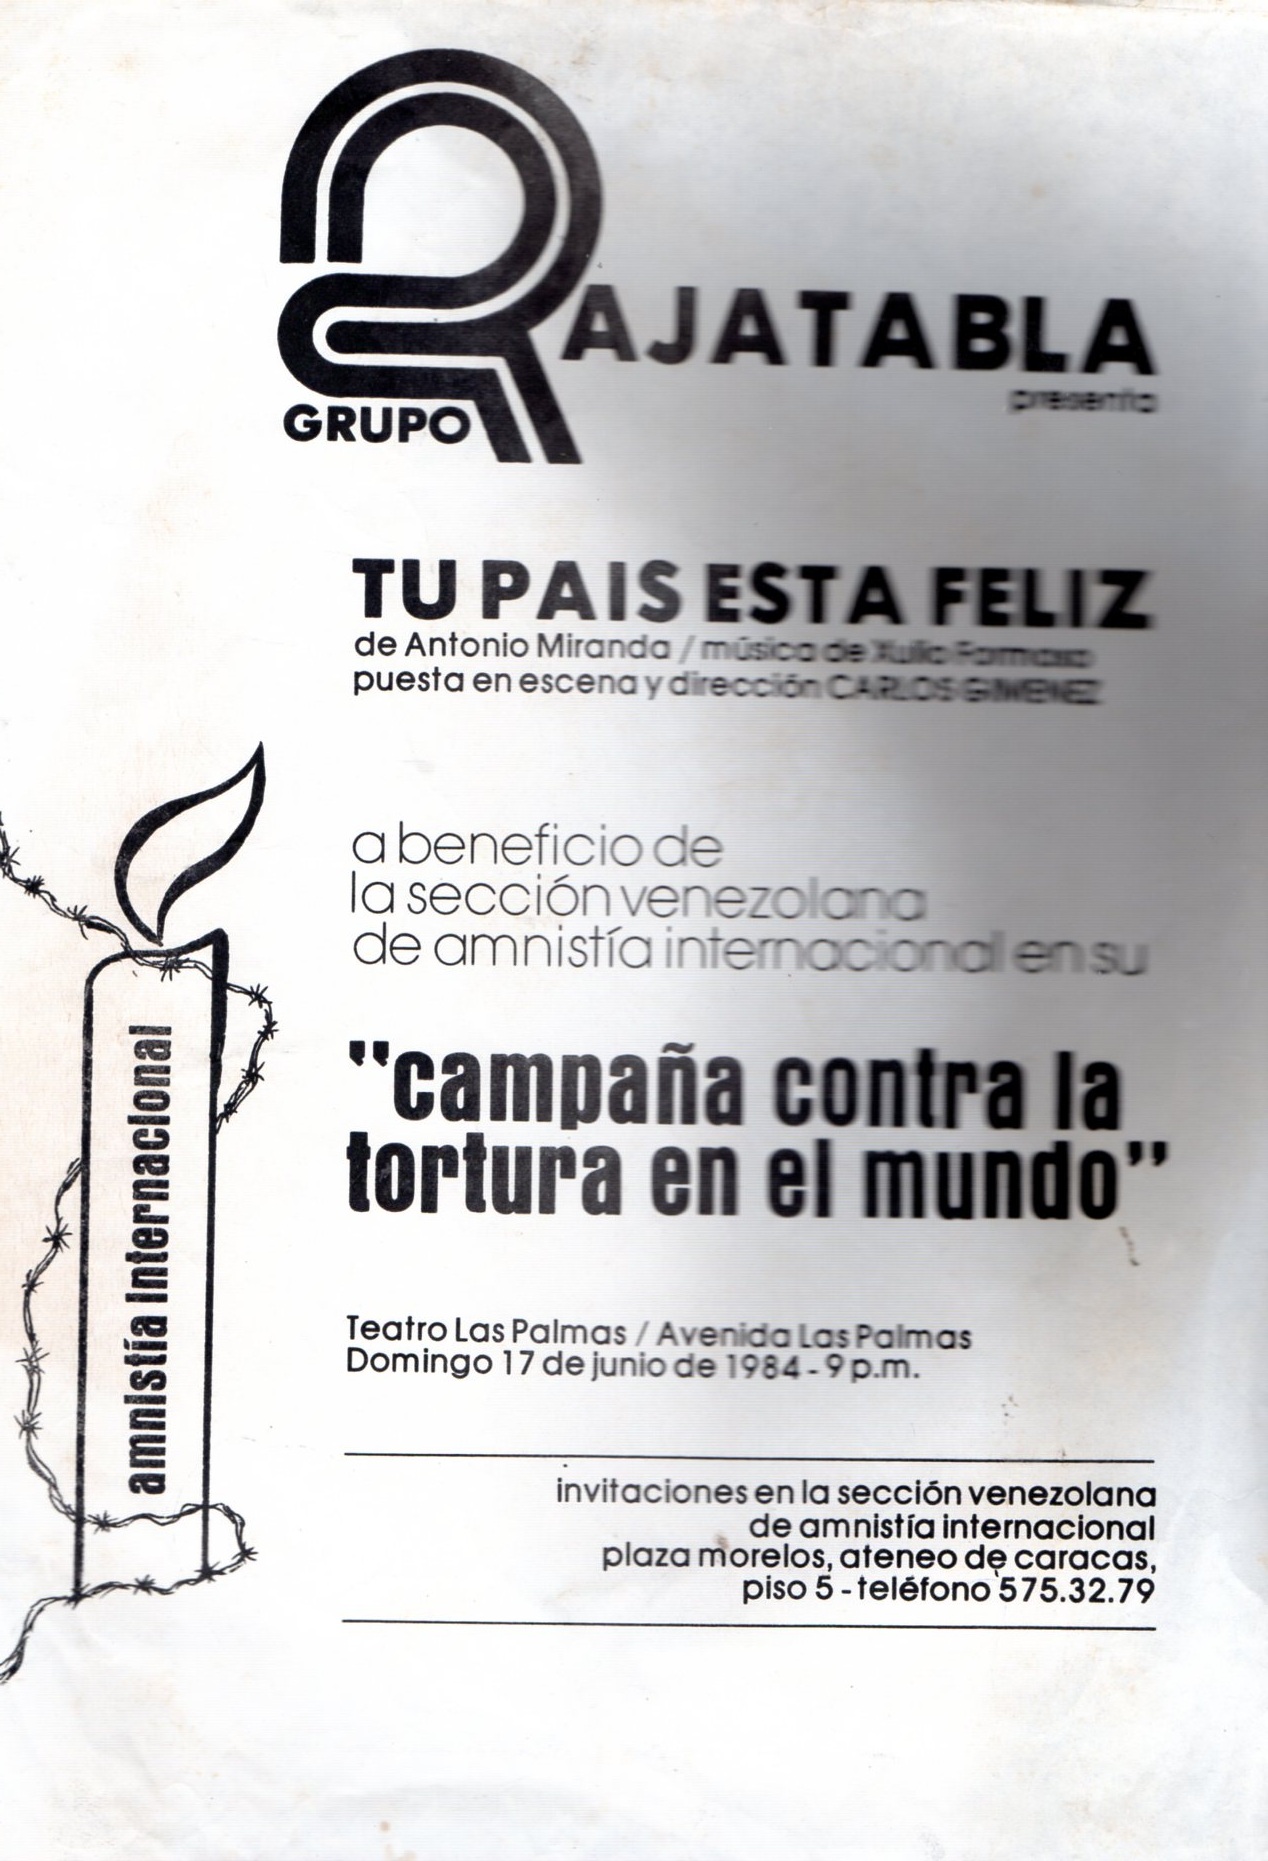 RAJATABLA
presenta
GRUPO
TU PAIS ESTA FELIZ
de Antonio Miranda / música de Xulio Formoso
puesta en escena y dirección CARLOS GIMENEZ
a beneficio de
la sección venezolana
de amnistía internacional en su
"campaña contra la
tortura en el mundo"
amnistía internacional
Teatro Las Palmas / Avenida Las Palmas
Domingo 17 de junio de 1984 - 9 p.m.
invitaciones en la sección venezolana
de amnistía internacional
plaza morelos, ateneo de caracas,
piso 5 - teléfono 575.32.79